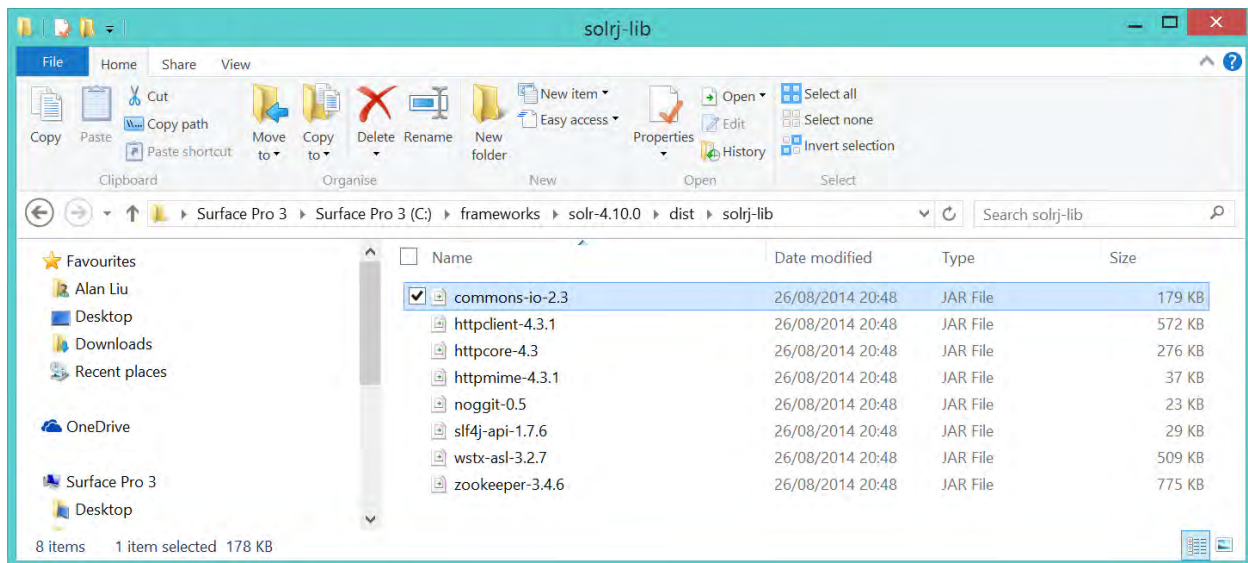 solrj-lib
File Home Share View
Copy Paste Cut Copy path Paste shortcut Move to Copy to Delete Rename New folder New item Easy access Properties Open Edit History Select all Select none Invert selection
Clipboard Organise New Open Select
Surface Pro 3 Surface Pro 3 (C:) frameworks solr-4.10.0 dist solrj-lib Search solrj-lib
Name Date modified Type Size
Favourites
Alan Liu
Desktop
Downloads
Recent places
OneDrive
Surface Pro 3
Desktop
commons-io-2.3 26/08/2014 20:48 JAR File 179 KB
httpclient-4.3.1 26/08/2014 20:48 JAR File 572 KB
httpcore-4.3 26/08/2014 20:48 JAR File 276 KB
httpmime-4.3.1 26/08/2014 20:48 JAR File 37 KB
noggit-0.5 26/08/2014 20:48 JAR File 23 KB
slf4j-api-1.7.6 26/08/2014 20:48 JAR File 29 KB
wstx-asl-3.2.7 26/08/2014 20:48 JAR File 509 KB
zookeeper-3.4.6 26/08/2014 20:48 JAR File 775 KB
8 items 1 item selected 178 KB